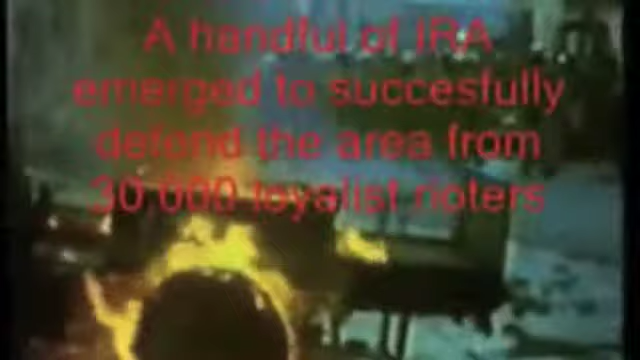 A handful of IRA
emerged to succesfully
defend the area from
30 000 loyalist rioters